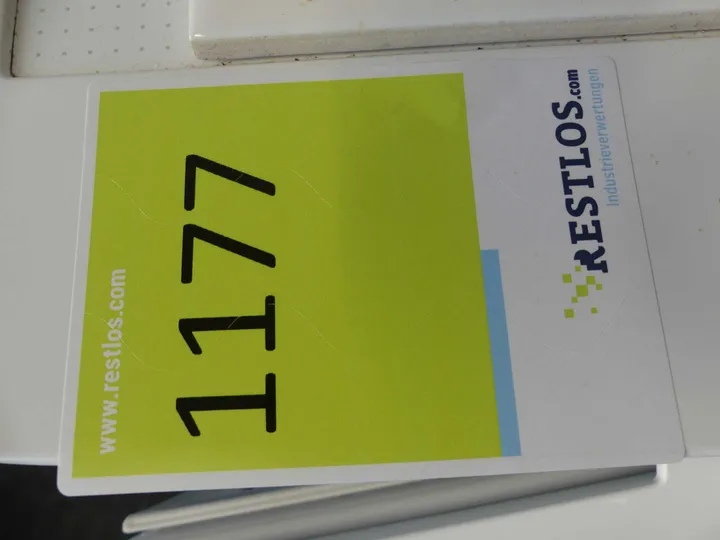 www.restlos.com
1177
RESTLOS.com
Industrieverwertungen